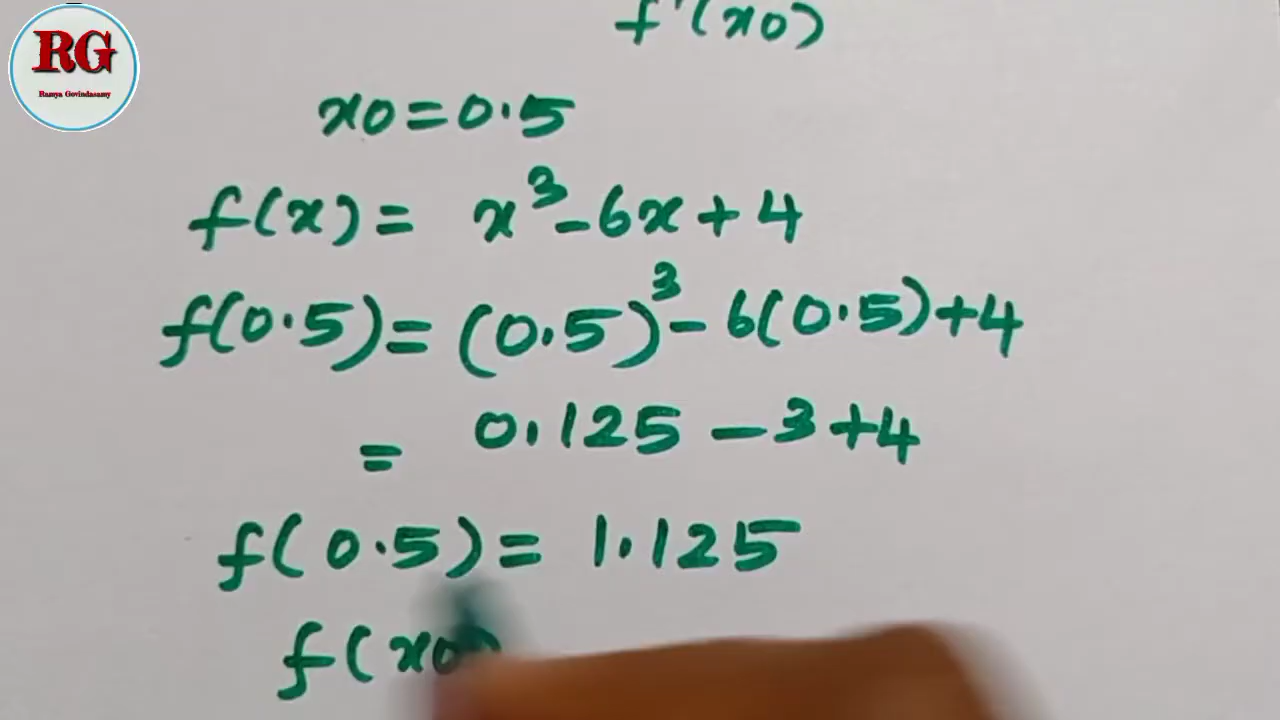 RG
Ramya Govindasamy
f'(x0)
x0=0.5
f(x)= x³-6x+4
f(0.5)=(0.5)³-6(0.5)+4
= 0.125-3+4
f(0.5)=1.125
f(x0)